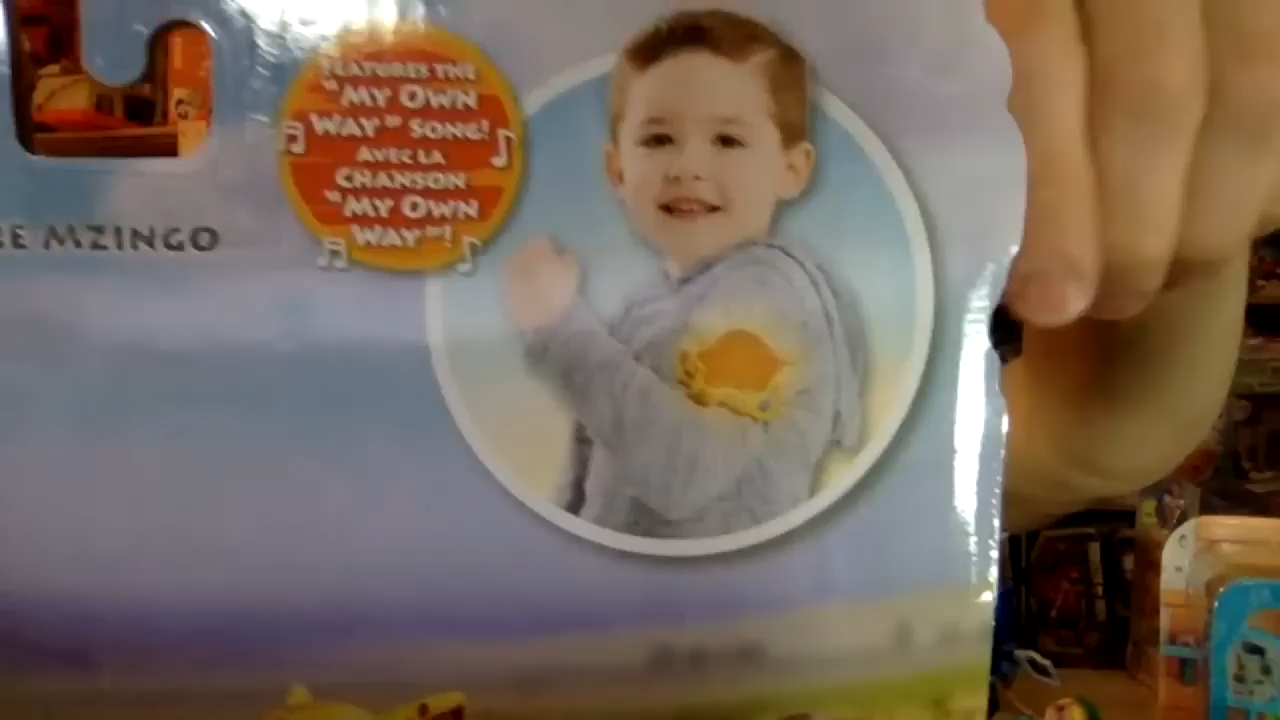 FEATURES THE
"MY OWN
WAY" SONG!
AVEC LA
CHANSON
"MY OWN
WAY"!
MZINGO